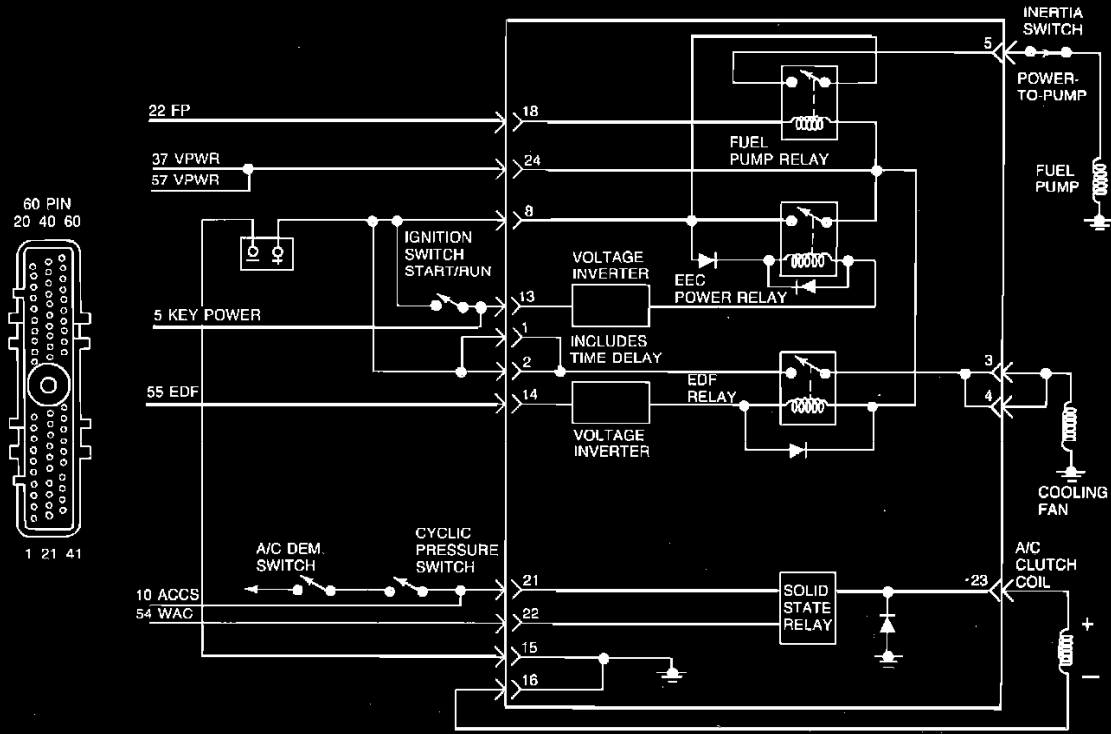 INERTIA
SWITCH
5
POWER-
TO-PUMP
22 FP
18
FUEL
PUMP RELAY
37 VPWR
57 VPWR
24
FUEL
PUMP
60 PIN
20 40 60
8
IGNITION
SWITCH
START/RUN
VOLTAGE
INVERTER
EEC
POWER RELAY
13
5 KEY POWER
1
INCLUDES
TIME DELAY
2
3
EDF
RELAY
55 EDF
14
4
VOLTAGE
INVERTER
COOLING
FAN
1 21 41
A/C DEM.
SWITCH
CYCLIC
PRESSURE
SWITCH
A/C
CLUTCH
COIL
21
23
10 ACCS
54 WAC
SOLID
STATE
RELAY
22
+
15
16
−